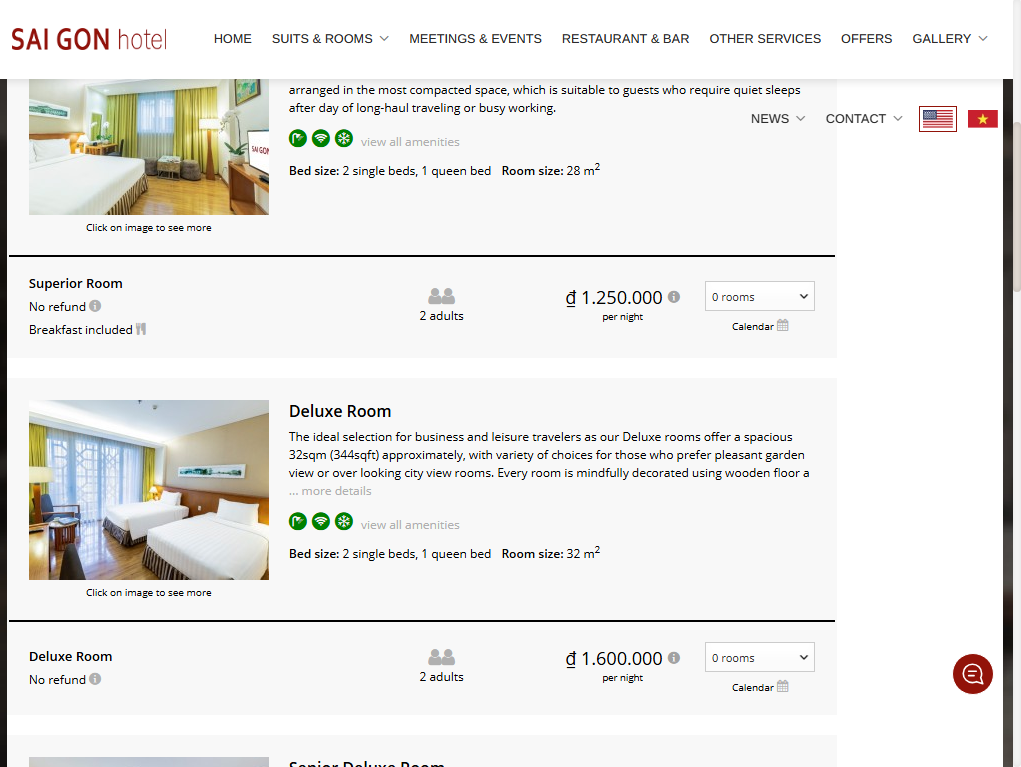 SAI GON hotel
HOME SUITS & ROOMS MEETINGS & EVENTS RESTAURANT & BAR OTHER SERVICES OFFERS GALLERY
NEWS CONTACT
arranged in the most compacted space, which is suitable to guests who require quiet sleeps
after day of long-haul traveling or busy working.
view all amenities
Bed size: 2 single beds, 1 queen bed Room size: 28 m²
SAI GON
Click on image to see more
Superior Room
No refund
Breakfast included
2 adults
₫ 1.250.000
per night
0 rooms
Calendar
Deluxe Room
The ideal selection for business and leisure travelers as our Deluxe rooms offer a spacious
32sqm (344sqft) approximately, with variety of choices for those who prefer pleasant garden
view or over looking city view rooms. Every room is mindfully decorated using wooden floor a
... more details
view all amenities
Bed size: 2 single beds, 1 queen bed Room size: 32 m²
Click on image to see more
Deluxe Room
No refund
2 adults
₫ 1.600.000
per night
0 rooms
Calendar
Senior Deluxe Room